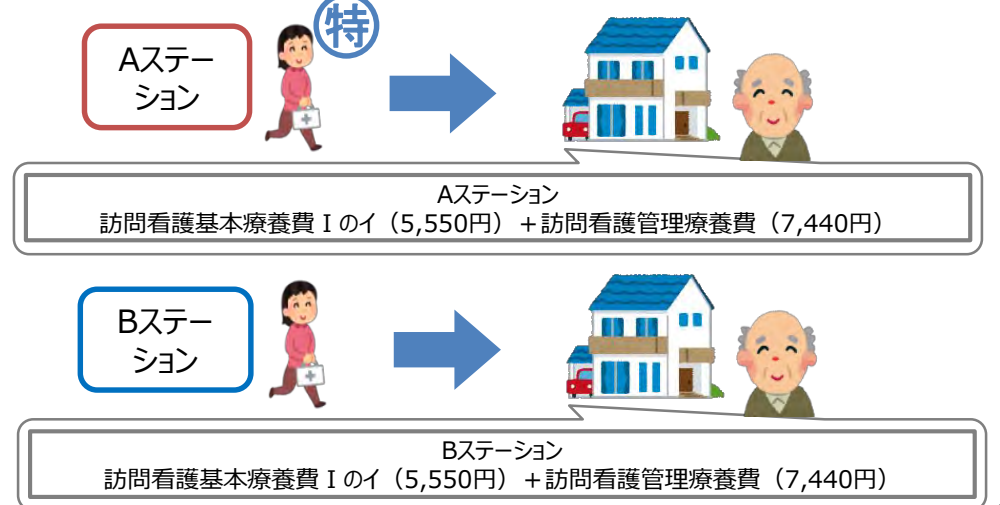 Aステー
ション
特
Aステーション
訪問看護基本療養費Ⅰのイ（5,550円）＋訪問看護管理療養費（7,440円）
Bステー
ション
Bステーション
訪問看護基本療養費Ⅰのイ（5,550円）＋訪問看護管理療養費（7,440円）